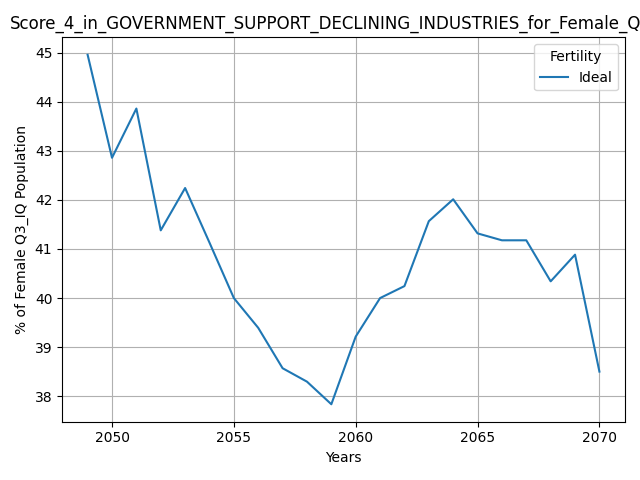 Score_4_in_GOVERNMENT_SUPPORT_DECLINING_INDUSTRIES_for_Female_Q
Fertility
Ideal
% of Female Q3_IQ Population
45
44
43
42
41
40
39
38
2050 2055 2060 2065 2070
Years